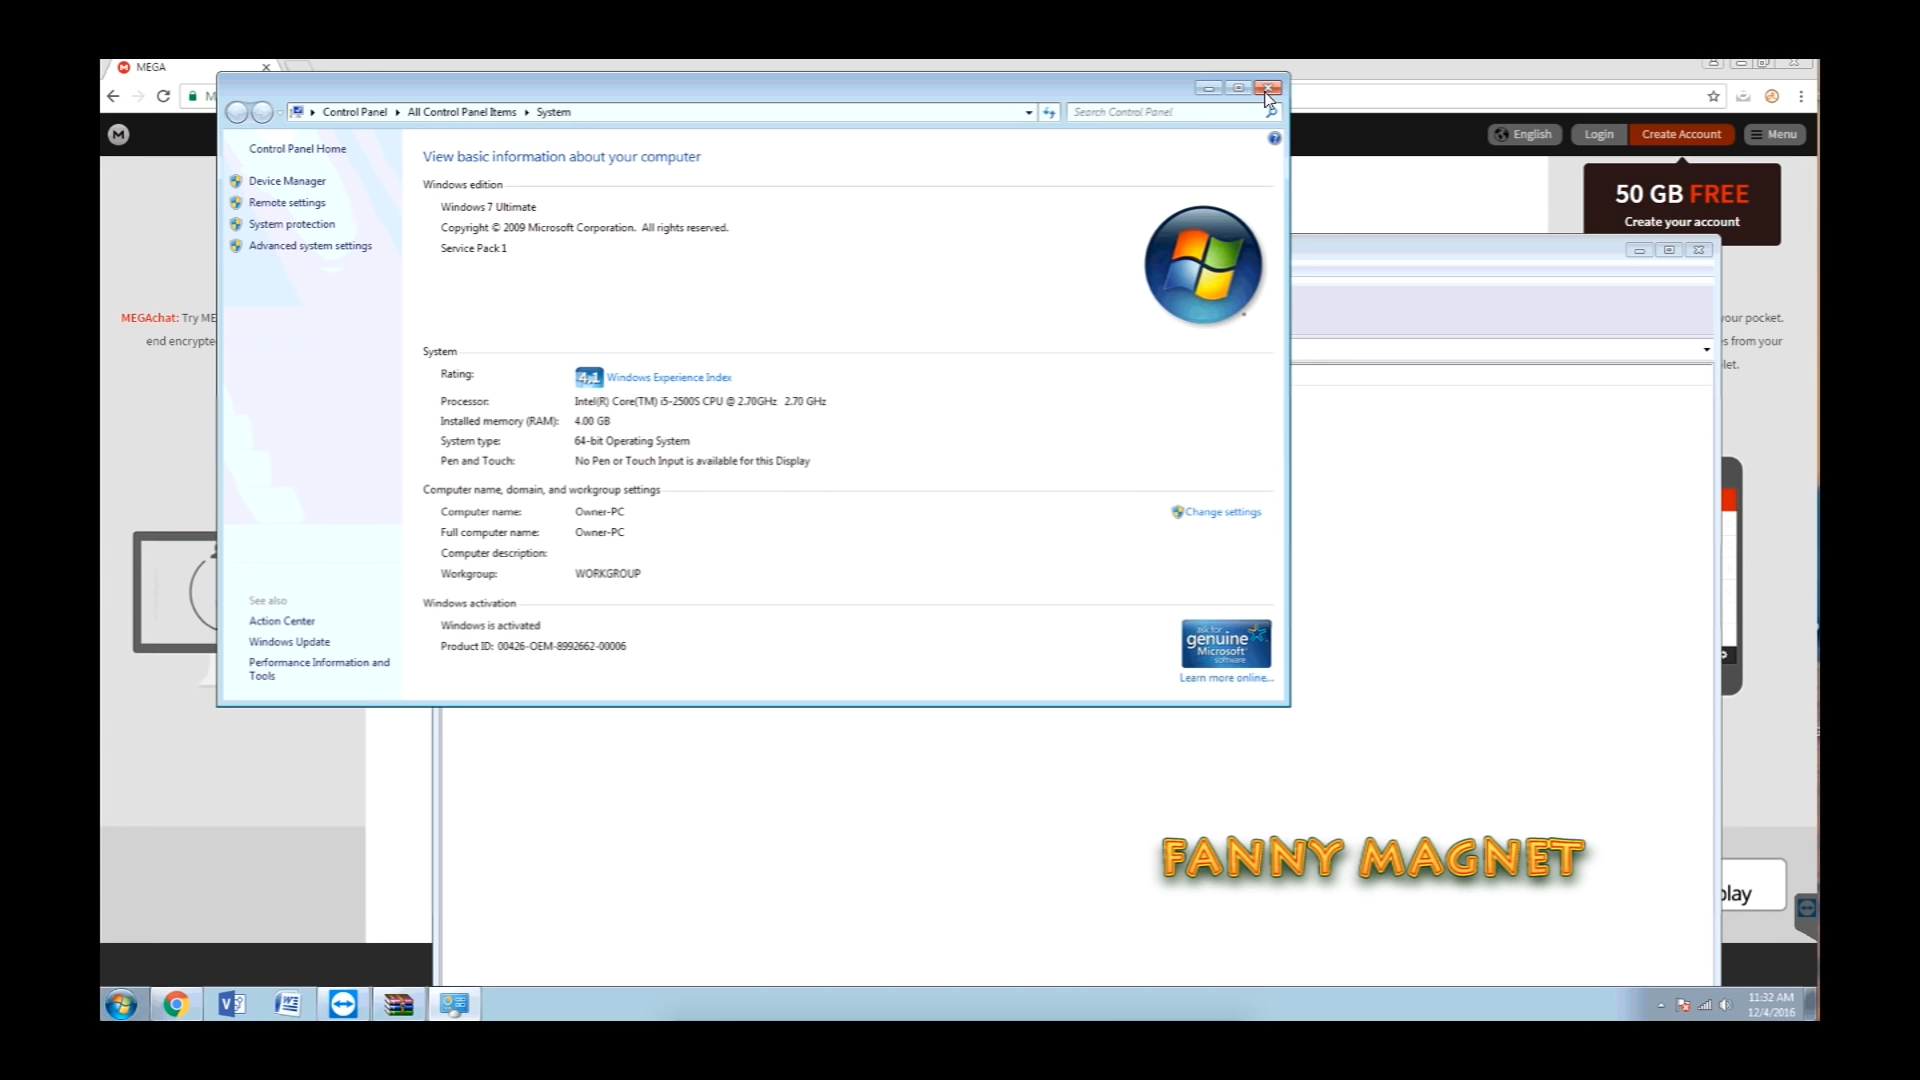 MEGA
M
Control Panel
All Control Panel Items
System
Search Control Panel
M
English
Login
Create Account
Menu
50 GB FREE
Create your account
Control Panel Home
Device Manager
Remote settings
System protection
Advanced system settings
See also
Action Center
Windows Update
Performance Information and
Tools
View basic information about your computer
Windows edition
Windows 7 Ultimate
Copyright © 2009 Microsoft Corporation. All rights reserved.
Service Pack 1
System
Rating: 4,1 Windows Experience Index
Processor: Intel(R) Core(TM) i5-2500S CPU @ 2.70GHz 2.70 GHz
Installed memory (RAM): 4.00 GB
System type: 64-bit Operating System
Pen and Touch: No Pen or Touch Input is available for this Display
Computer name, domain, and workgroup settings
Computer name: Owner-PC
Change settings
Full computer name: Owner-PC
Computer description:
Workgroup: WORKGROUP
Windows activation
Windows is activated
Product ID: 00426-OEM-8992662-00006
ask for
genuine
Microsoft
software
Learn more online...
MEGAchat: Try ME
end encrypte
your pocket.
s from your
let.
play
FANNY MAGNET
11:32 AM
12/4/2016